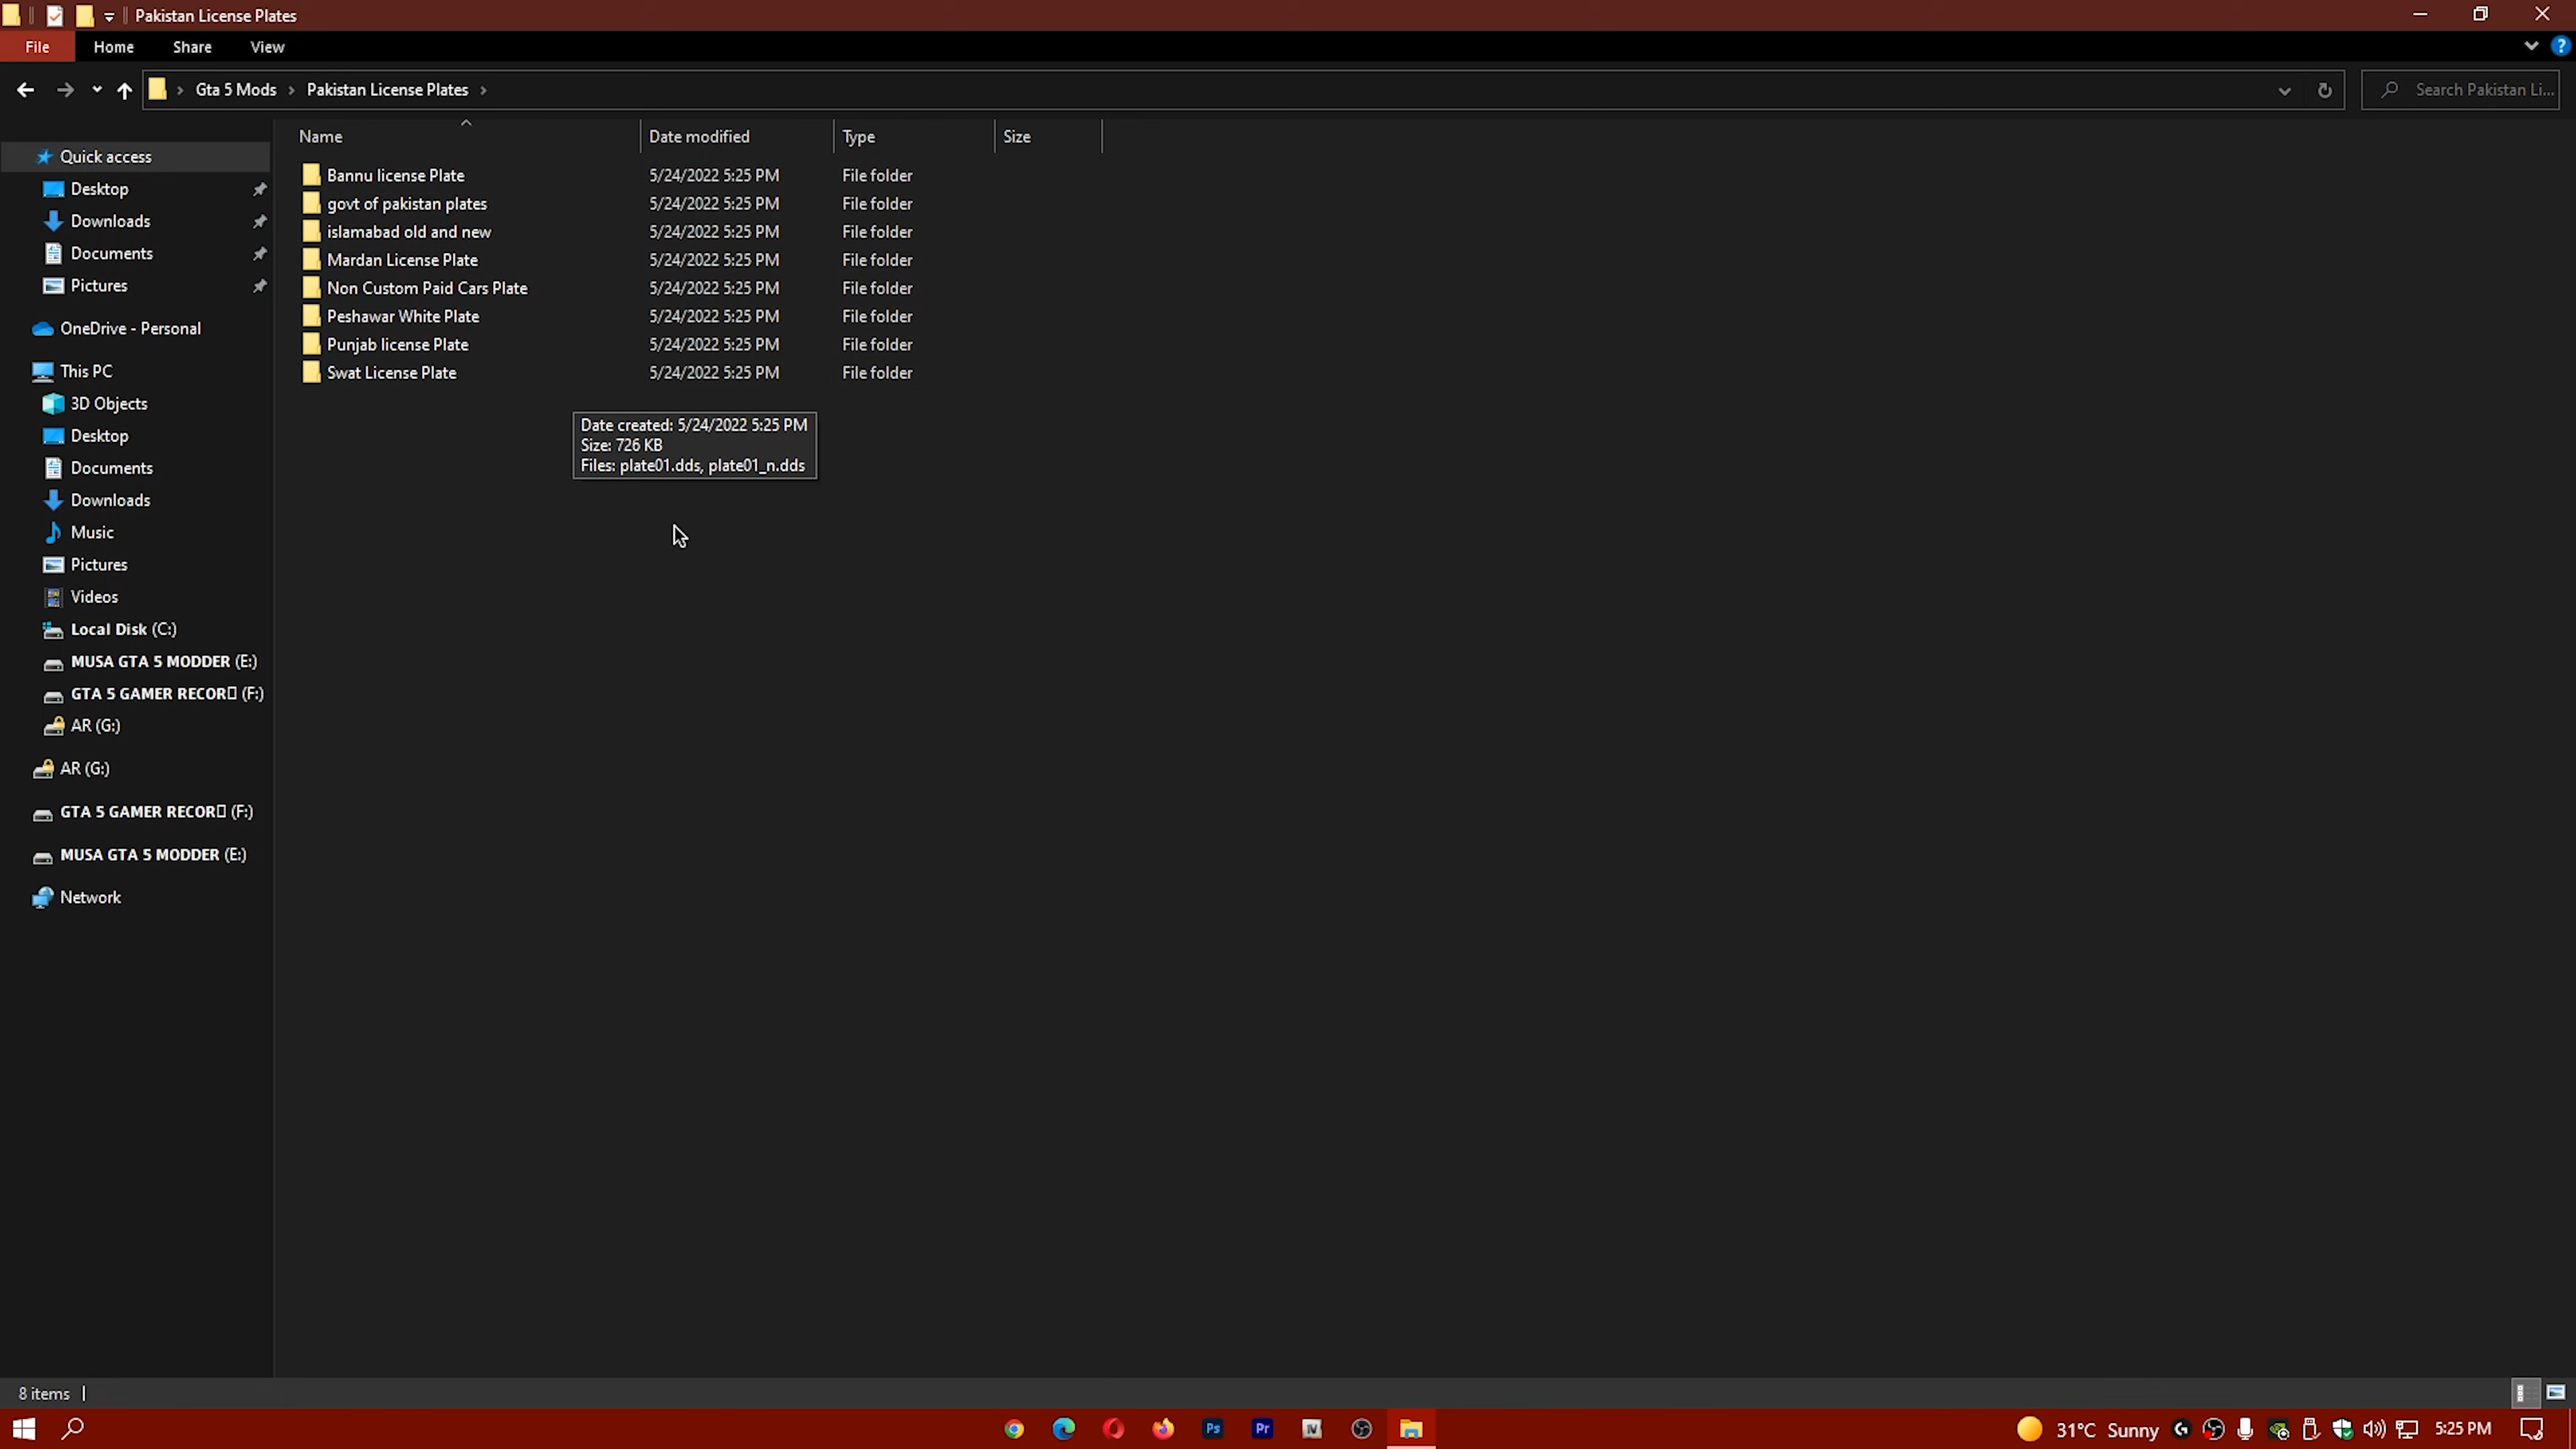 Pakistan License Plates
File Home Share View
Gta 5 Mods Pakistan License Plates Search Pakistan Li...
Name Date modified Type Size
Bannu license Plate 5/24/2022 5:25 PM File folder
govt of pakistan plates 5/24/2022 5:25 PM File folder
islamabad old and new 5/24/2022 5:25 PM File folder
Mardan License Plate 5/24/2022 5:25 PM File folder
Non Custom Paid Cars Plate 5/24/2022 5:25 PM File folder
Peshawar White Plate 5/24/2022 5:25 PM File folder
Punjab license Plate 5/24/2022 5:25 PM File folder
Swat License Plate 5/24/2022 5:25 PM File folder
Date created: 5/24/2022 5:25 PM
Size: 726 KB
Files: plate01.dds, plate01_n.dds
Quick access
Desktop
Downloads
Documents
Pictures
OneDrive - Personal
This PC
3D Objects
Desktop
Documents
Downloads
Music
Pictures
Videos
Local Disk (C:)
MUSA GTA 5 MODDER (E:)
GTA 5 GAMER RECOR▯ (F:)
AR (G:)
AR (G:)
GTA 5 GAMER RECOR▯ (F:)
MUSA GTA 5 MODDER (E:)
Network
8 items
Ps Pr IV 31°C Sunny 5:25 PM